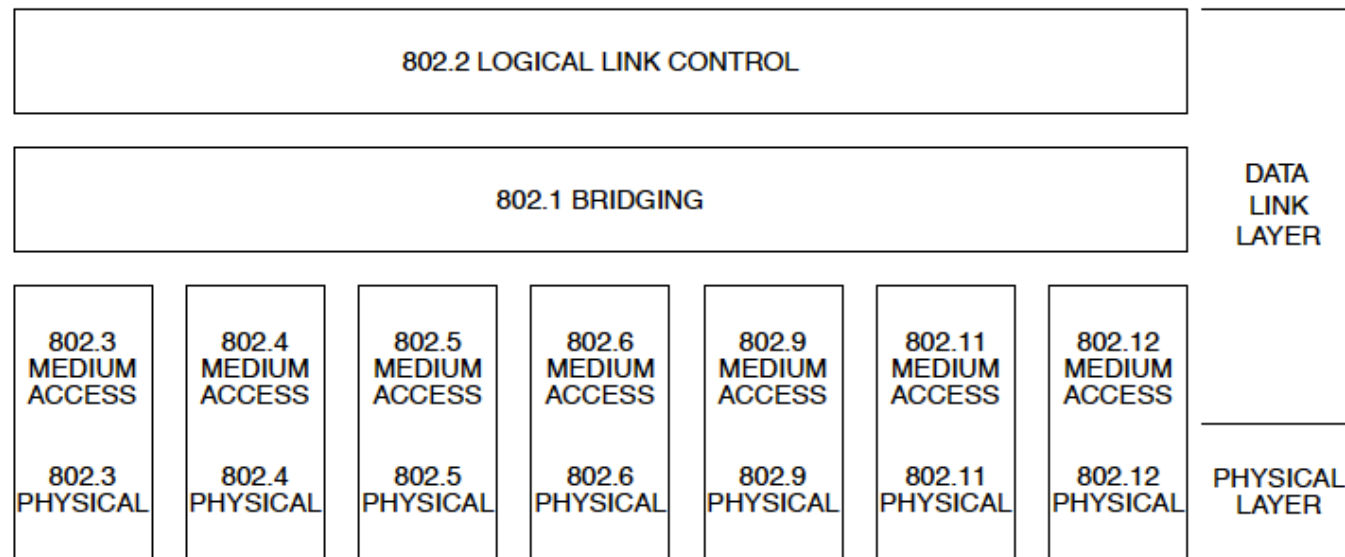 802.2 LOGICAL LINK CONTROL
802.1 BRIDGING
DATA
LINK
LAYER
802.3
MEDIUM
ACCESS
802.4
MEDIUM
ACCESS
802.5
MEDIUM
ACCESS
802.6
MEDIUM
ACCESS
802.9
MEDIUM
ACCESS
802.11
MEDIUM
ACCESS
802.12
MEDIUM
ACCESS
802.3
PHYSICAL
802.4
PHYSICAL
802.5
PHYSICAL
802.6
PHYSICAL
802.9
PHYSICAL
802.11
PHYSICAL
802.12
PHYSICAL
PHYSICAL
LAYER